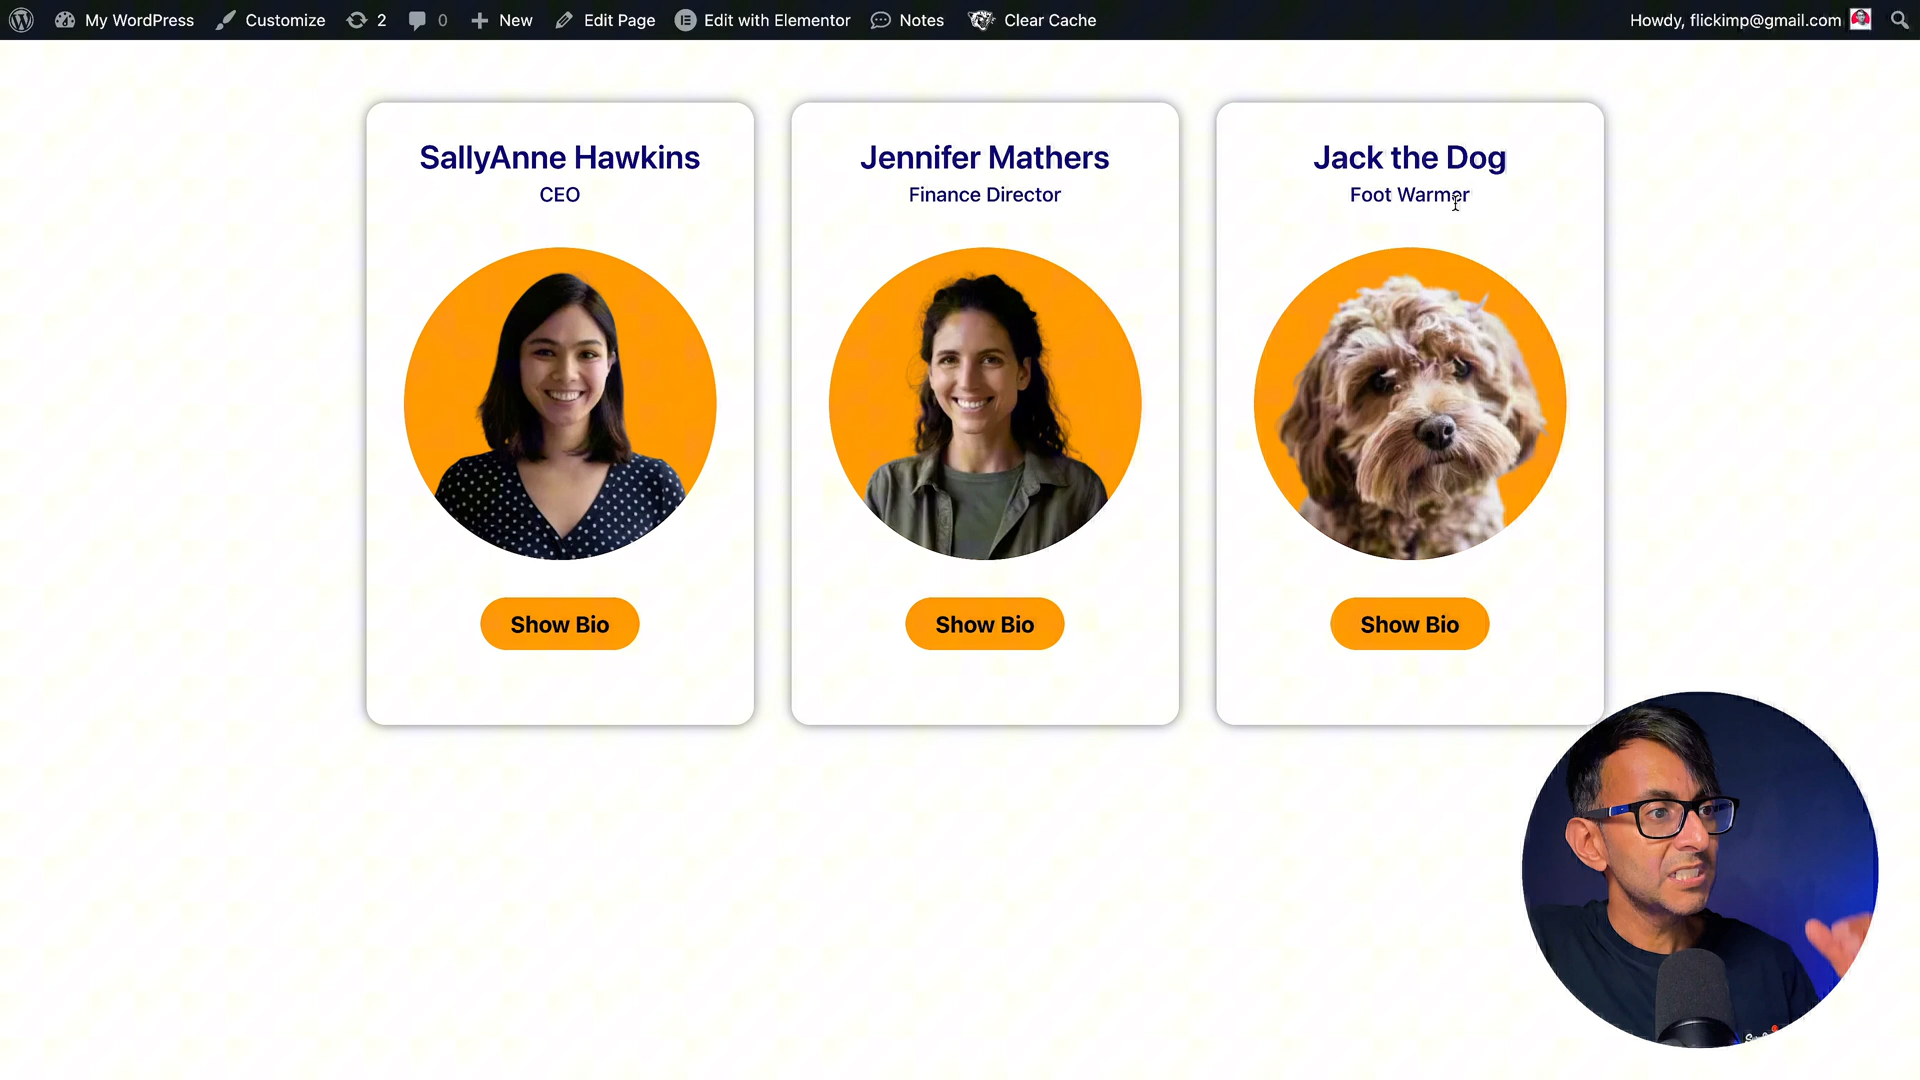 My WordPress Customize 2 0 New Edit Page Edit with Elementor Notes Clear Cache Howdy, flickimp@gmail.com
SallyAnne Hawkins
CEO
Show Bio
Jennifer Mathers
Finance Director
Show Bio
Jack the Dog
Foot Warmer
Show Bio